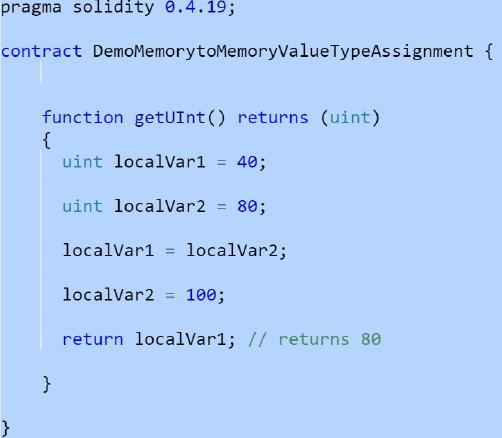 pragma solidity 0.4.19;
contract DemoMemorytoMemoryValueTypeAssignment {
function getUInt() returns (uint)
{
uint localVar1 = 40;
uint localVar2 = 80;
localVar1 = localVar2;
localVar2 = 100;
return localVar1; // returns 80
}
}